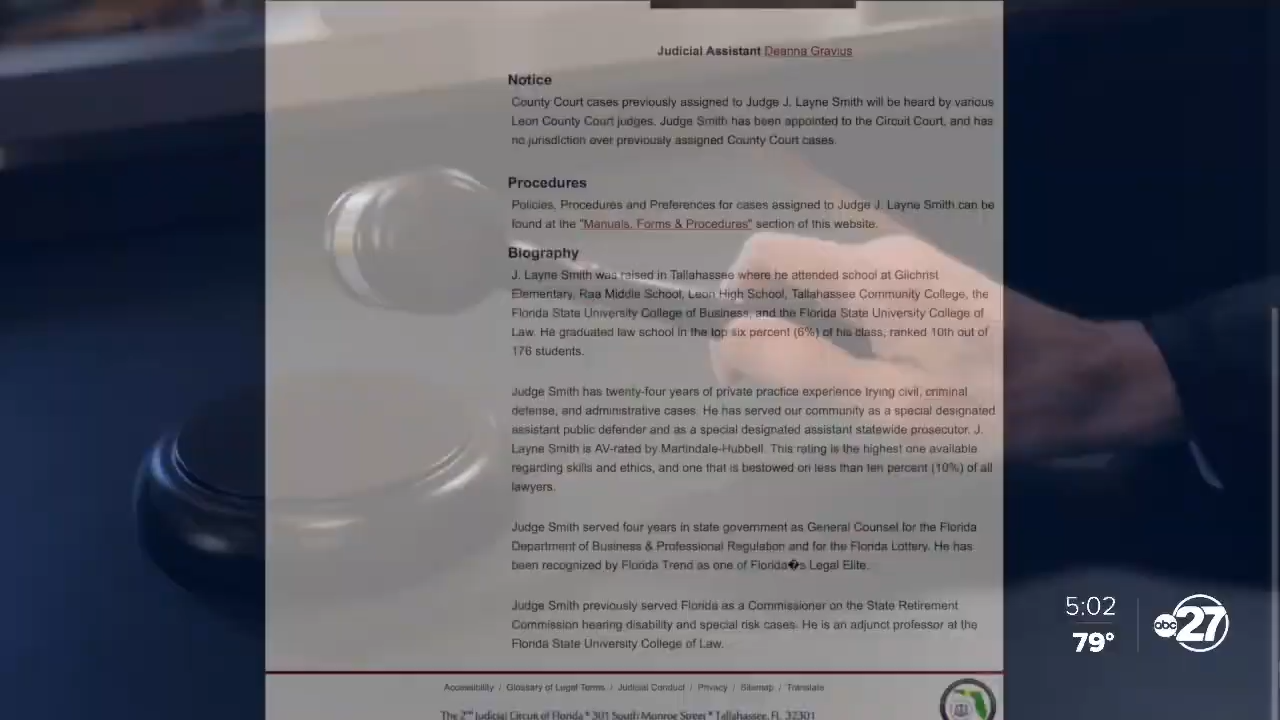 Judicial Assistant Deanna Gravius
Notice
County Court cases previously assigned to Judge J. Layne Smith will be heard by various
Leon County Court judges. Judge Smith has been appointed to the Circuit Court, and has
no jurisdiction over previously assigned County Court cases.
Procedures
Policies, Procedures and Preferences for cases assigned to Judge J. Layne Smith can be
found at the "Manuals, Forms & Procedures" section of this website.
Biography
J. Layne Smith was raised in Tallahassee where he attended school at Gilchrist
Elementary, Raa Middle School, Leon High School, Tallahassee Community College, the
Florida State University College of Business, and the Florida State University College of
Law. He graduated law school in the top six percent (6%) of his class, ranked 10th out of
176 students.
Judge Smith has twenty-four years of private practice experience trying civil, criminal
defense, and administrative cases. He has served our community as a special designated
assistant public defender and as a special designated assistant statewide prosecutor. J.
Layne Smith is AV-rated by Martindale-Hubbell. This rating is the highest one available
regarding skills and ethics, and one that is bestowed on less than ten percent (10%) of all
lawyers.
Judge Smith served four years in state government as General Counsel for the Florida
Department of Business & Professional Regulation and for the Florida Lottery. He has
been recognized by Florida Trend as one of Florida�s Legal Elite.
Judge Smith previously served Florida as a Commissioner on the State Retirement
Commission hearing disability and special risk cases. He is an adjunct professor at the
Florida State University College of Law.
5:02
79°
abc 27
Accessibility / Glossary of Legal Terms / Judicial Conduct / Privacy / Sitemap / Translate
The 2nd Judicial Circuit of Florida * 301 South Monroe Street * Tallahassee, FL 32301